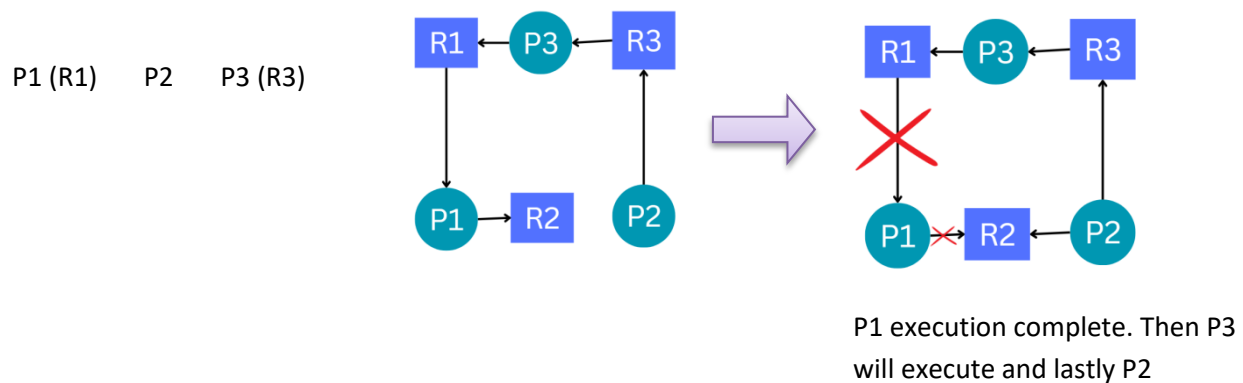 P1 (R1) P2 P3 (R3)
R1 P3 R3
P1 R2 P2
R1 P3 R3
P1 R2 P2
P1 execution complete. Then P3
will execute and lastly P2